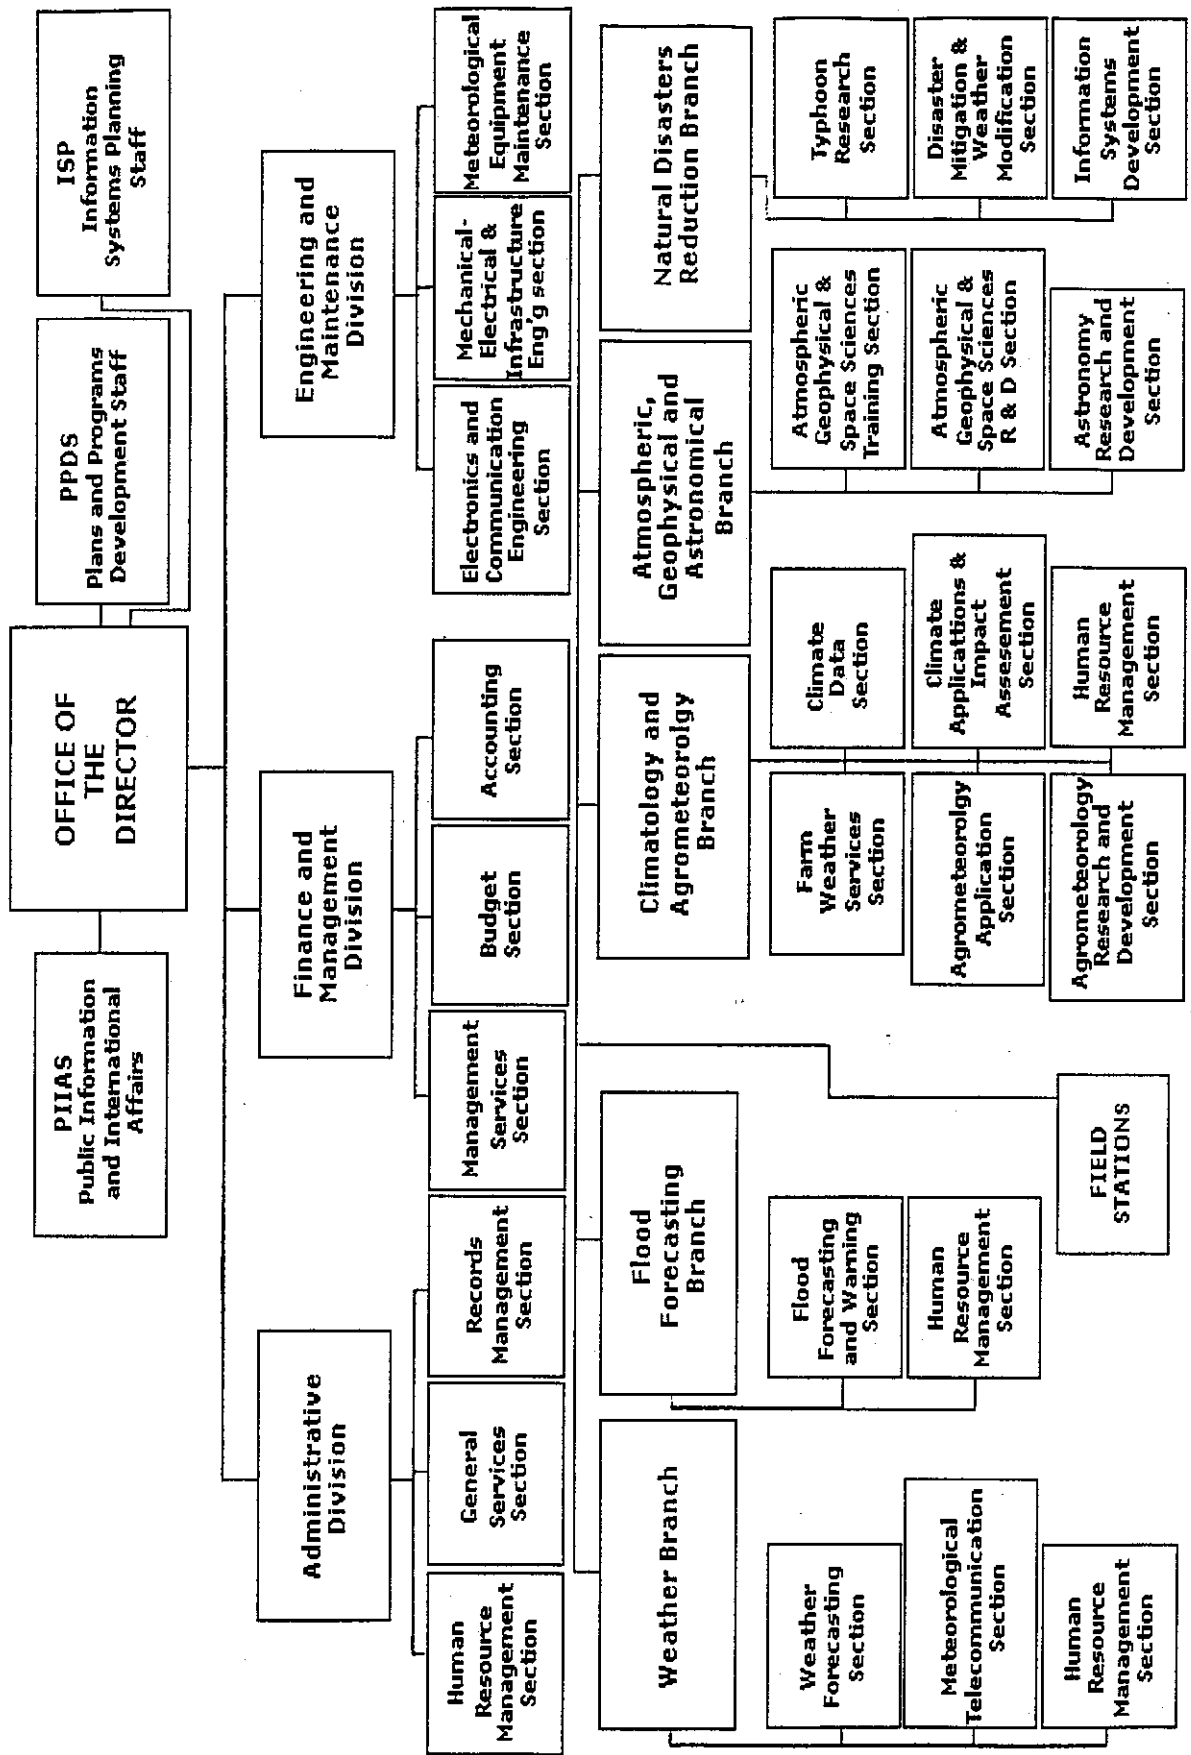 OFFICE OF
THE
DIRECTOR
PIIAS
Public Information
and International
Affairs
PPDS
Plans and Programs
Development Staff
ISP
Information
Systems Planning
Staff
Administrative
Division
Finance and
Management
Division
Engineering and
Maintenance
Division
Human
Resource
Management
Section
General
Services
Section
Records
Management
Section
Management
Services
Section
Budget
Section
Accounting
Section
Electronics and
Communication
Engineering
Section
Mechanical-
Electrical &
Infrastructure
Eng'g section
Meteorological
Equipment
Maintenance
Section
Weather Branch
Flood
Forecasting
Branch
Climatology and
Agrometeorolgy
Branch
Atmospheric,
Geophysical and
Astronomical
Branch
Natural Disasters
Reduction Branch
Weather
Forecasting
Section
Meteorological
Telecommunication
Section
Human
Resource
Management
Section
Flood
Forecasting
and Warning
Section
Human
Resource
Management
Section
FIELD
STATIONS
Farm
Weather
Services
Section
Climate
Data
Section
Agrometeorolgy
Application
Section
Climate
Applications &
Impact
Assesement
Section
Agrometeorology
Research and
Development
Section
Human
Resource
Management
Section
Atmospheric
Geophysical &
Space Sciences
Training Section
Atmospheric
Geophysical &
Space Sciences
R & D Section
Astronomy
Research and
Development
Section
Typhoon
Research
Section
Disaster
Mitigation &
Weather
Modification
Section
Information
Systems
Development
Section